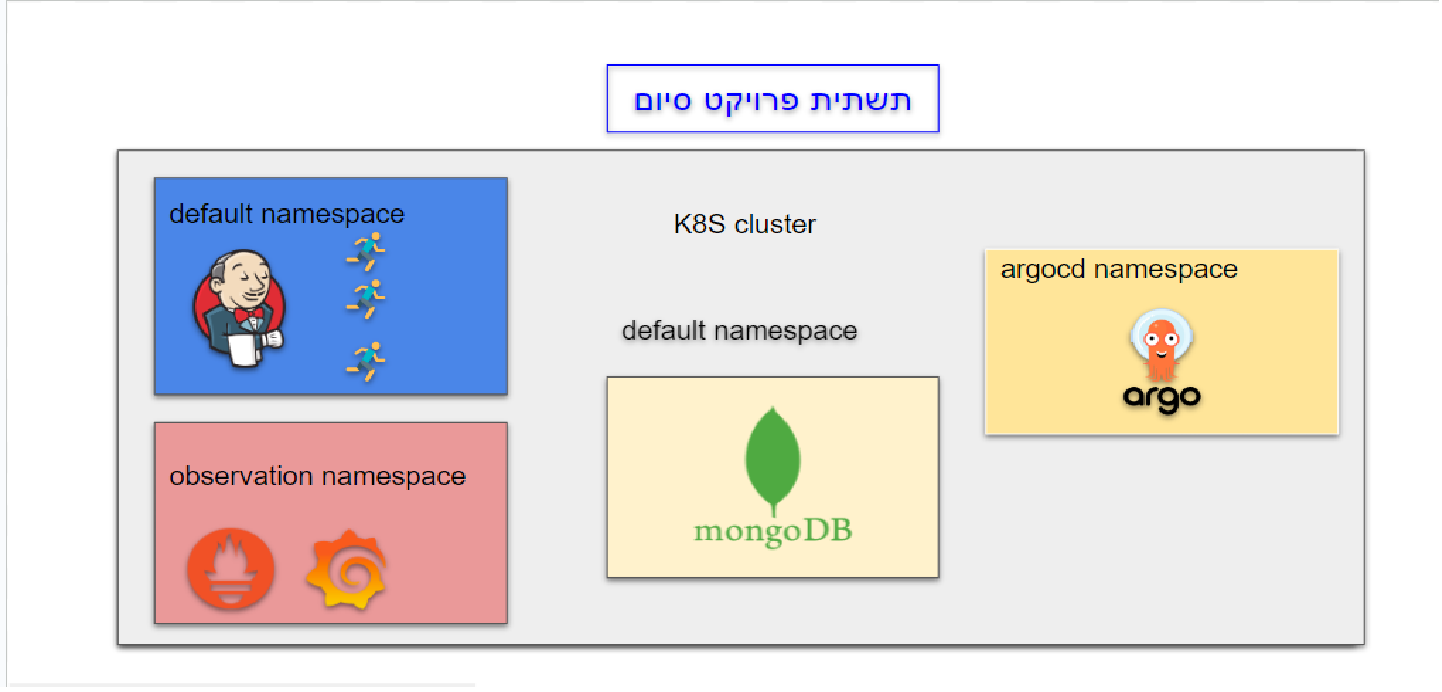 תשתית פרויקט סיום
default namespace
K8S cluster
argocd namespace
argo
default namespace
mongoDB
observation namespace